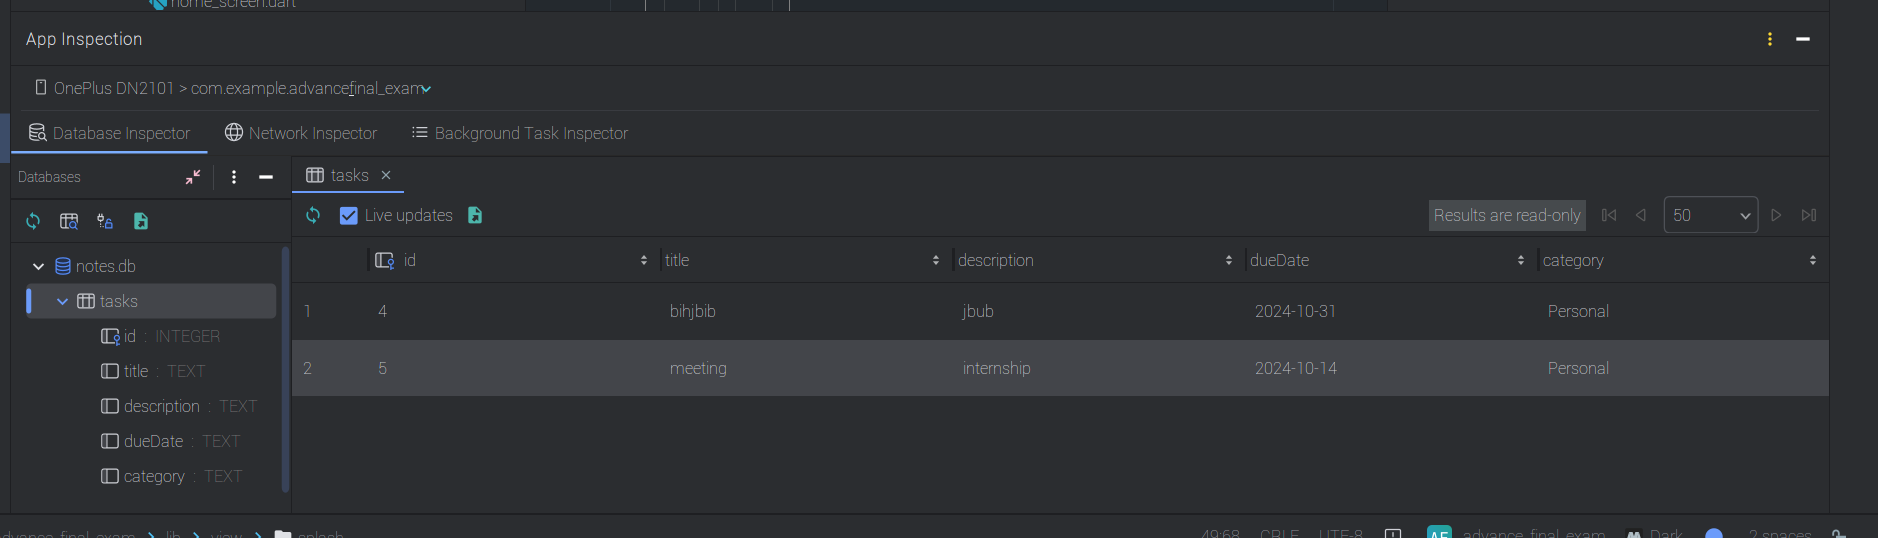 home_screen.dart
App Inspection
OnePlus DN2101 > com.example.advancefinal_exam
Database Inspector Network Inspector Background Task Inspector
Databases tasks
Live updates Results are read-only 50
id title description dueDate category
notes.db
tasks
1 4 bihjbib jbub 2024-10-31 Personal
id : INTEGER
2 5 meeting internship 2024-10-14 Personal
title : TEXT
description : TEXT
dueDate : TEXT
category : TEXT
advance_final_exam lib view splash 49:68 CRLF UTF-8 AF advance_final_exam Dark 2 spaces